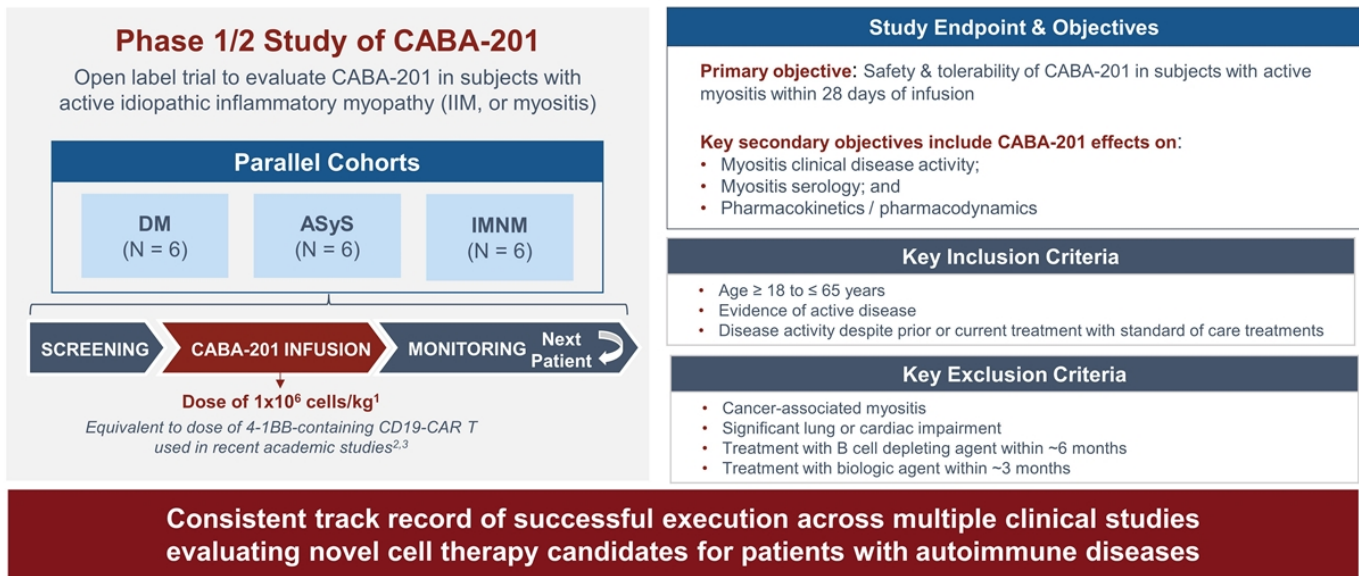 Phase 1/2 Study of CABA-201
Open label trial to evaluate CABA-201 in subjects with
active idiopathic inflammatory myopathy (IIM, or myositis)
Parallel Cohorts
DM
(N = 6)
ASyS
(N = 6)
IMNM
(N = 6)
SCREENING
CABA-201 INFUSION
MONITORING
Next
Patient
Dose of 1x10⁶ cells/kg¹
Equivalent to dose of 4-1BB-containing CD19-CAR T
used in recent academic studies²,³
Study Endpoint & Objectives
Primary objective: Safety & tolerability of CABA-201 in subjects with active
myositis within 28 days of infusion
Key secondary objectives include CABA-201 effects on:
• Myositis clinical disease activity;
• Myositis serology; and
• Pharmacokinetics / pharmacodynamics
Key Inclusion Criteria
• Age ≥ 18 to ≤ 65 years
• Evidence of active disease
• Disease activity despite prior or current treatment with standard of care treatments
Key Exclusion Criteria
• Cancer-associated myositis
• Significant lung or cardiac impairment
• Treatment with B cell depleting agent within ~6 months
• Treatment with biologic agent within ~3 months
Consistent track record of successful execution across multiple clinical studies
evaluating novel cell therapy candidates for patients with autoimmune diseases